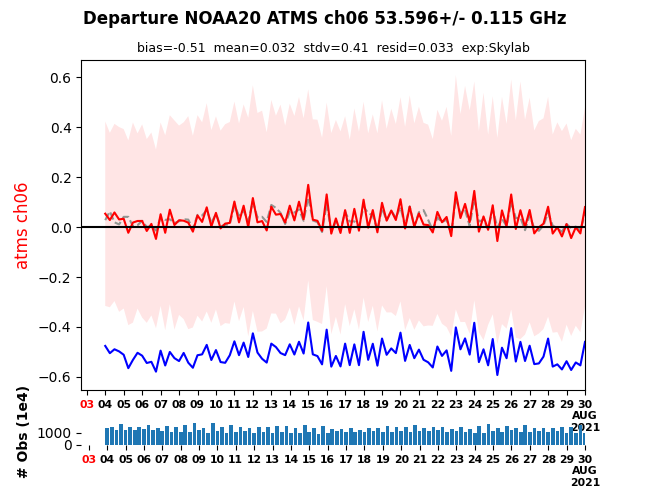 Departure NOAA20 ATMS ch06 53.596+/- 0.115 GHz
bias=-0.51 mean=0.032 stdv=0.41 resid=0.033 exp:Skylab
0.6
0.4
0.2
0.0
−0.2
−0.4
−0.6
atms ch06
03 04 05 06 07 08 09 10 11 12 13 14 15 16 17 18 19 20 21 22 23 24 25 26 27 28 29 30
AUG
2021
# Obs (1e4)
1000
0
03 04 05 06 07 08 09 10 11 12 13 14 15 16 17 18 19 20 21 22 23 24 25 26 27 28 29 30
AUG
2021